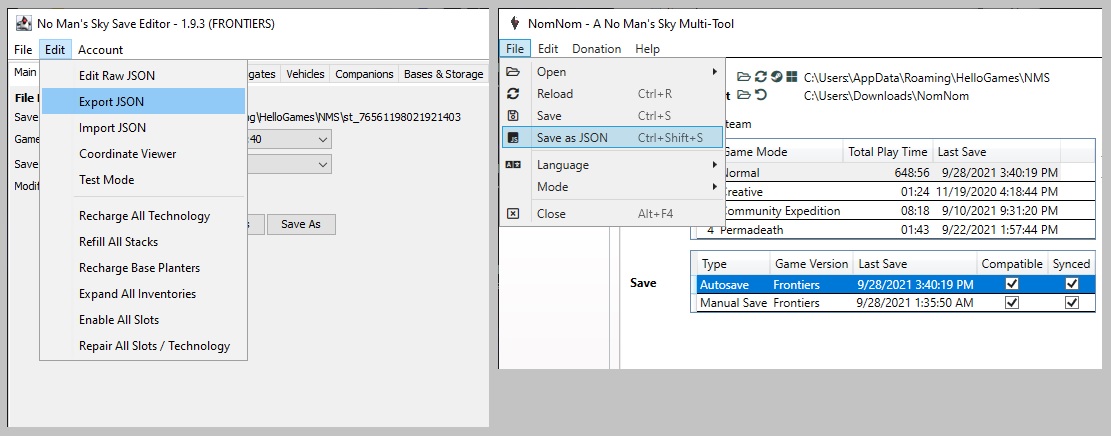 No Man's Sky Save Editor - 1.9.3 (FRONTIERS)
File Edit Account
Main
gates Vehicles Companions Bases & Storage
Edit Raw JSON
Export JSON
Import JSON
Coordinate Viewer
Test Mode
Recharge All Technology
Refill All Stacks
Recharge Base Planters
Expand All Inventories
Enable All Slots
Repair All Slots / Technology
File
Save
g\HelloGames\NMS\st_76561198021921403
Game
:40
Save
Modif
Save As
NomNom - A No Man's Sky Multi-Tool
File Edit Donation Help
Open
Reload Ctrl+R
Save Ctrl+S
Save as JSON Ctrl+Shift+S
Language
Mode
Close Alt+F4
C:\Users\AppData\Roaming\HelloGames\NMS
t C:\Users\Downloads\NomNom
team
Game Mode Total Play Time Last Save
Normal 648:56 9/28/2021 3:40:19 PM
Creative 01:24 11/19/2020 4:18:44 PM
Community Expedition 08:18 9/10/2021 9:31:20 PM
4 Permadeath 01:43 9/22/2021 1:57:44 PM
Save
Type Game Version Last Save Compatible Synced
Autosave Frontiers 9/28/2021 3:40:19 PM
Manual Save Frontiers 9/28/2021 1:35:50 AM